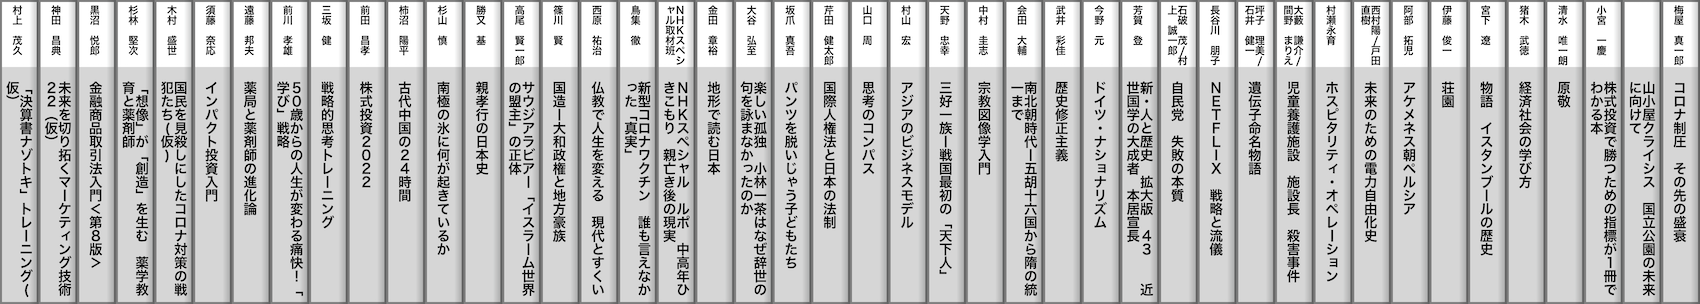 梅屋　真一郎
コロナ制圧　その先の盛衰
山小屋クライシス　国立公園の未来
に向けて
小宮　一慶
株式投資で勝つための指標が１冊で
わかる本
清水　唯一朗
原敬
猪木　武徳
経済社会の学び方
宮下　遼
物語　イスタンブールの歴史
伊藤　俊一
荘園
阿部　拓児
アケメネス朝ペルシア
西村陽/戸田
直樹
未来のための電力自由化史
村瀬永育
ホスピタリティ・オペレーション
大藪　謙介/
間野　まりえ
児童養護施設　施設長　殺害事件
坪子　理美/
石井　健一
遺伝子命名物語
長谷川　朋子
ＮＥＴＦＬＩＸ　戦略と流儀
石破　茂/村
上　誠一郎
自民党　失敗の本質
芳賀　登
新・人と歴史　拡大版　４３　近
世国学の大成者　本居宣長
今野　元
ドイツ・ナショナリズム
武井　彩佳
歴史修正主義
会田　大輔
南北朝時代ー五胡十六国から隋の統
一まで
中村　圭志
宗教図像学入門
天野　忠幸
三好一族ー戦国最初の「天下人」
村山　宏
アジアのビジネスモデル
山口　周
思考のコンパス
芹田　健太郎
国際人権法と日本の法制
坂爪　真吾
パンツを脱いじゃう子どもたち
大谷　弘至
楽しい孤独　小林一茶はなぜ辞世の
句を詠まなかったのか
金田　章裕
地形で読む日本
ＮＨＫスペシ
ャル取材班
ＮＨＫスペシャル　ルポ　中高年ひ
きこもり　親亡き後の現実
鳥集　徹
新型コロナワクチン　誰も言えなか
った「真実」
西原　祐治
仏教で人生を変える　現代とすくい
篠川　賢
国造ー大和政権と地方豪族
高尾　賢一郎
サウジアラビアー「イスラーム世界
の盟主」の正体
勝又　基
親孝行の日本史
杉山　慎
南極の氷に何が起きているか
柿沼　陽平
古代中国の２４時間
前田　昌孝
株式投資２０２２
三坂　健
戦略的思考トレーニング
前川　孝雄
５０歳からの人生が変わる痛快！「
学び」戦略
遠藤　邦夫
薬局と薬剤師の進化論
須藤　奈応
インパクト投資入門
木村　盛世
国民を見殺しにしたコロナ対策の戦
犯たち(仮)
杉林　堅次
「想像」が「創造」を生む　薬学教
育と薬剤師
黒沼　悦郎
金融商品取引法入門＜第８版＞
神田　昌典
未来を切り拓くマーケティング技術
２２（仮）
村上　茂久
「決算書ナゾトキ」トレーニング(
仮)